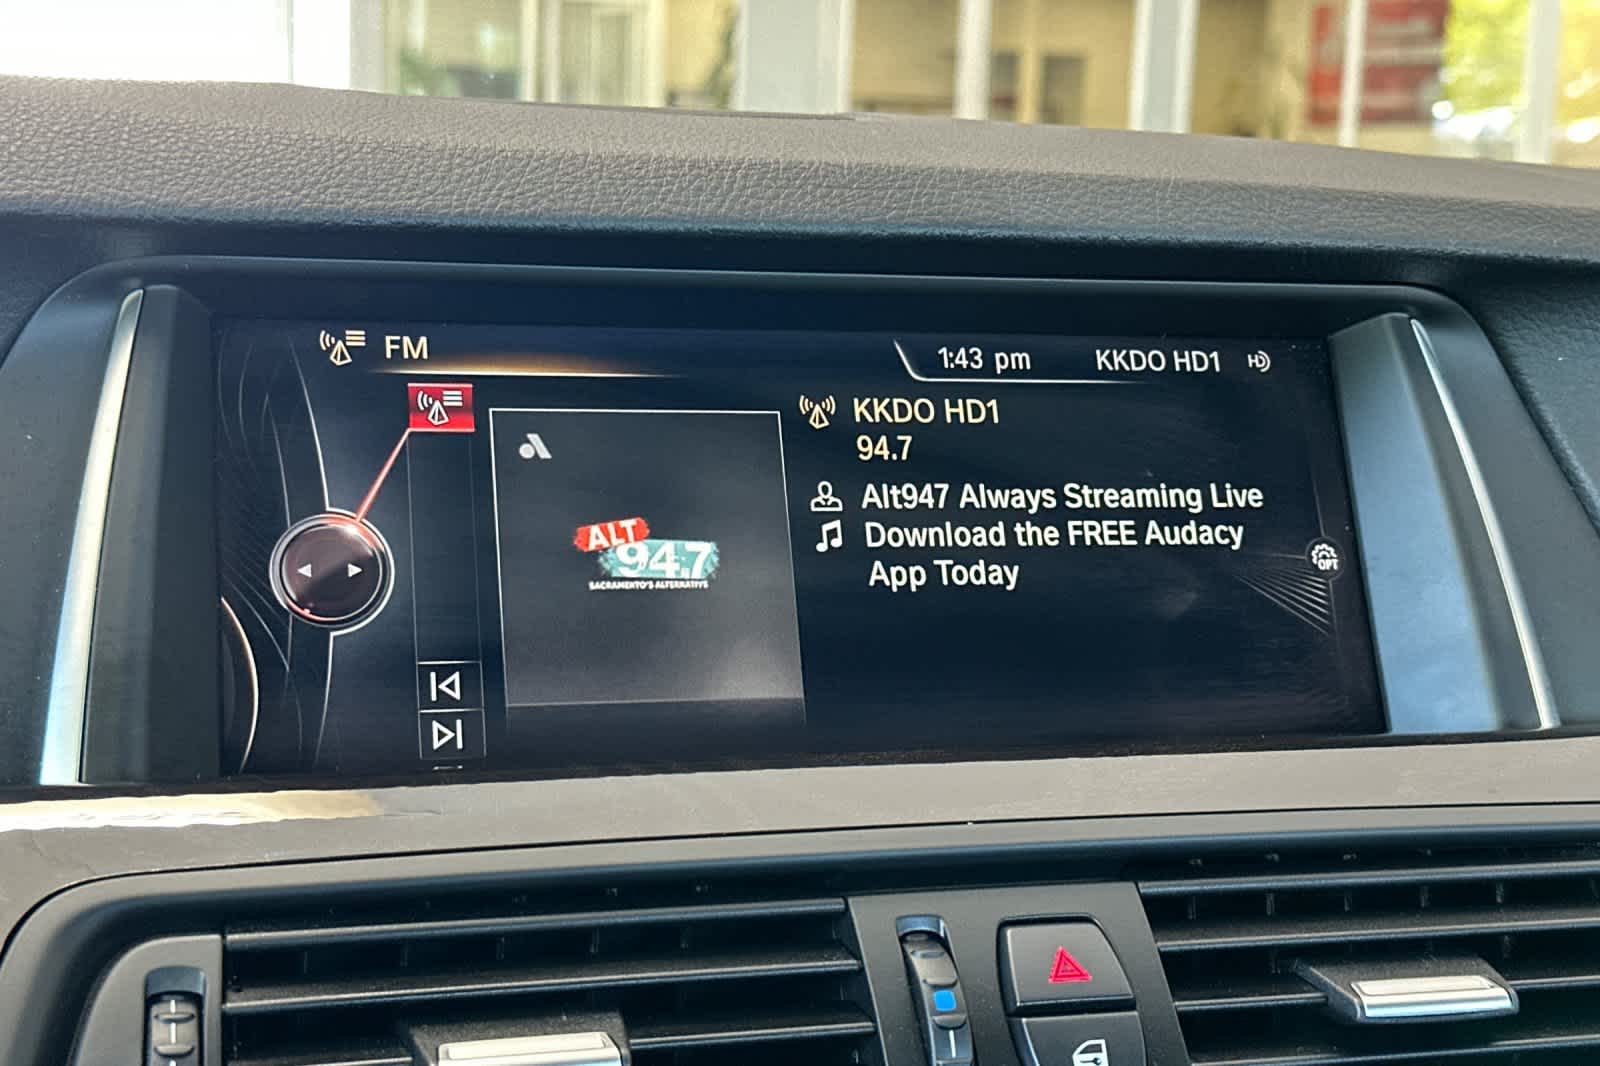 FM
1:43 pm KKDO HD1 HD
KKDO HD1
94.7
Alt947 Always Streaming Live
Download the FREE Audacy
App Today
ALT
94.7
SACRAMENTO'S ALTERNATIVE
OPT